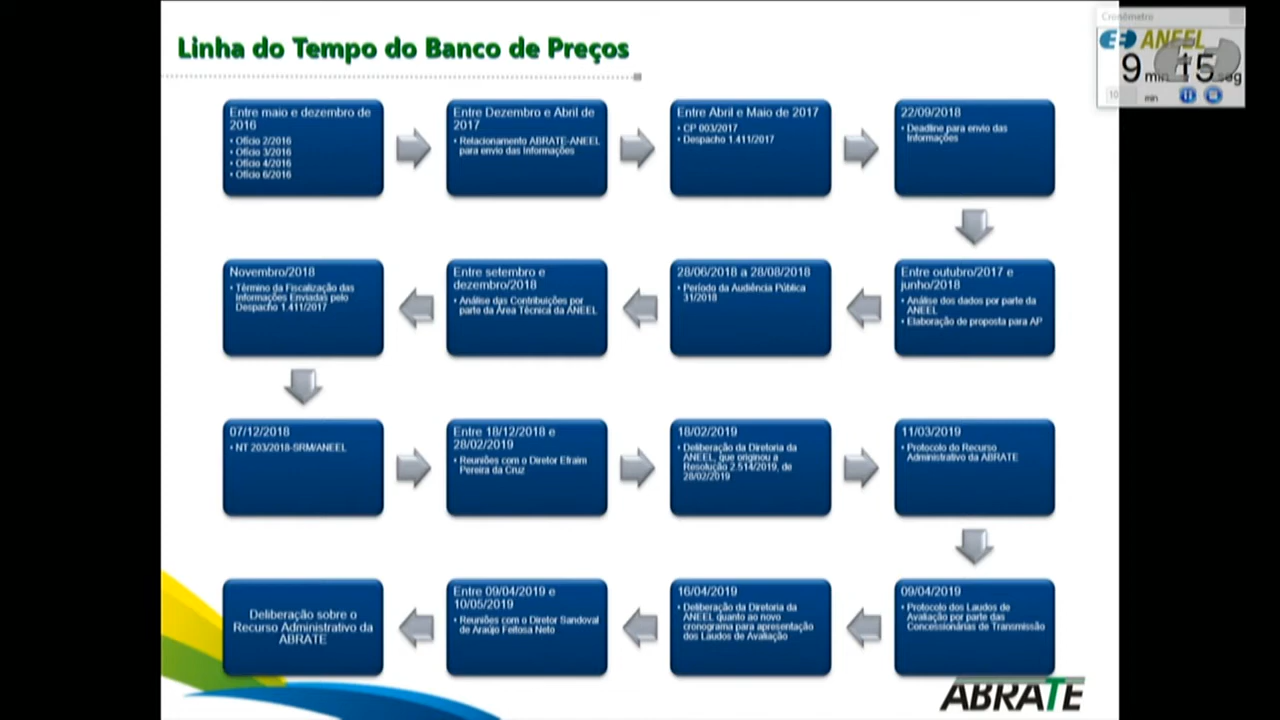 Linha do Tempo do Banco de Preços
Cronômetro
ANEEL
9 min 15 seg
10 min
Entre maio e dezembro de
2016
• Ofício 2/2016
• Ofício 3/2016
• Ofício 4/2016
• Ofício 6/2016
Entre Dezembro e Abril de
2017
• Relacionamento ABRATE-ANEEL
para envio das Informações
Entre Abril e Maio de 2017
• CP 003/2017
• Despacho 1.411/2017
22/09/2018
• Deadline para envio das
Informações
Entre outubro/2017 e
junho/2018
• Análise dos dados por parte da
ANEEL
• Elaboração de proposta para AP
28/06/2018 a 28/08/2018
• Período da Audiência Pública
31/2018
Entre setembro e
dezembro/2018
• Análise das Contribuições por
parte da Área Técnica da ANEEL
Novembro/2018
• Término da Fiscalização das
Informações Enviadas pelo
Despacho 1.411/2017
07/12/2018
• NT 203/2018-SRM/ANEEL
Entre 18/12/2018 e
28/02/2019
• Reuniões com o Diretor Efraim
Pereira da Cruz
18/02/2019
• Deliberação da Diretoria da
ANEEL, que originou a
Resolução 2.514/2019, de
28/02/2019
11/03/2019
• Protocolo do Recurso
Administrativo da ABRATE
09/04/2019
• Protocolo dos Laudos de
Avaliação por parte das
Concessionárias de Transmissão
16/04/2019
• Deliberação da Diretoria da
ANEEL quanto ao novo
cronograma para apresentação
dos Laudos de Avaliação
Entre 09/04/2019 e
10/05/2019
• Reuniões com o Diretor Sandoval
de Araújo Feitosa Neto
Deliberação sobre o
Recurso Administrativo da
ABRATE
ABRATE